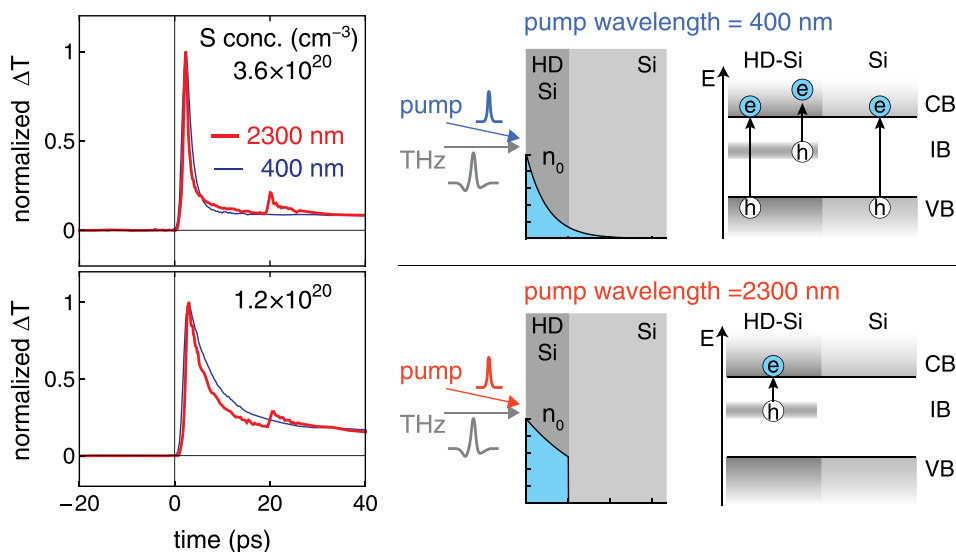 S conc. (cm⁻³)
3.6×10²⁰
2300 nm
400 nm
normalized ΔT
1
0.5
0
1.2×10²⁰
normalized ΔT
1
0.5
0
−20
0
20
40
time (ps)
pump wavelength = 400 nm
HD
Si
Si
pump
THz
n₀
E
HD-Si
Si
e
e
e
h
h
h
CB
IB
VB
pump wavelength =2300 nm
HD
Si
Si
pump
THz
n₀
E
HD-Si
Si
e
h
CB
IB
VB